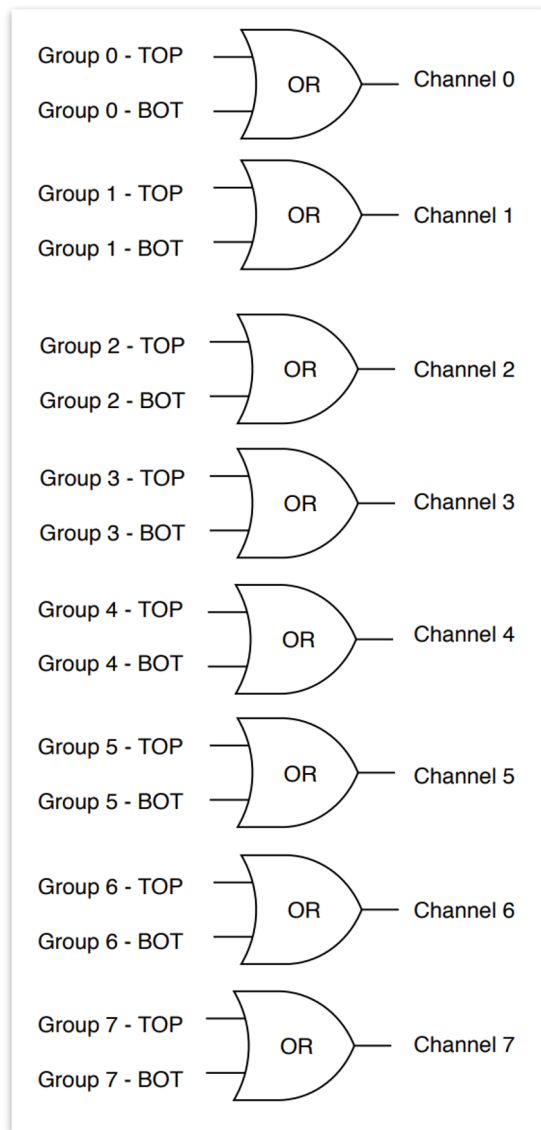 Group 0 - TOP
OR
Channel 0
Group 0 - BOT
Group 1 - TOP
OR
Channel 1
Group 1 - BOT
Group 2 - TOP
OR
Channel 2
Group 2 - BOT
Group 3 - TOP
OR
Channel 3
Group 3 - BOT
Group 4 - TOP
OR
Channel 4
Group 4 - BOT
Group 5 - TOP
OR
Channel 5
Group 5 - BOT
Group 6 - TOP
OR
Channel 6
Group 6 - BOT
Group 7 - TOP
OR
Channel 7
Group 7 - BOT